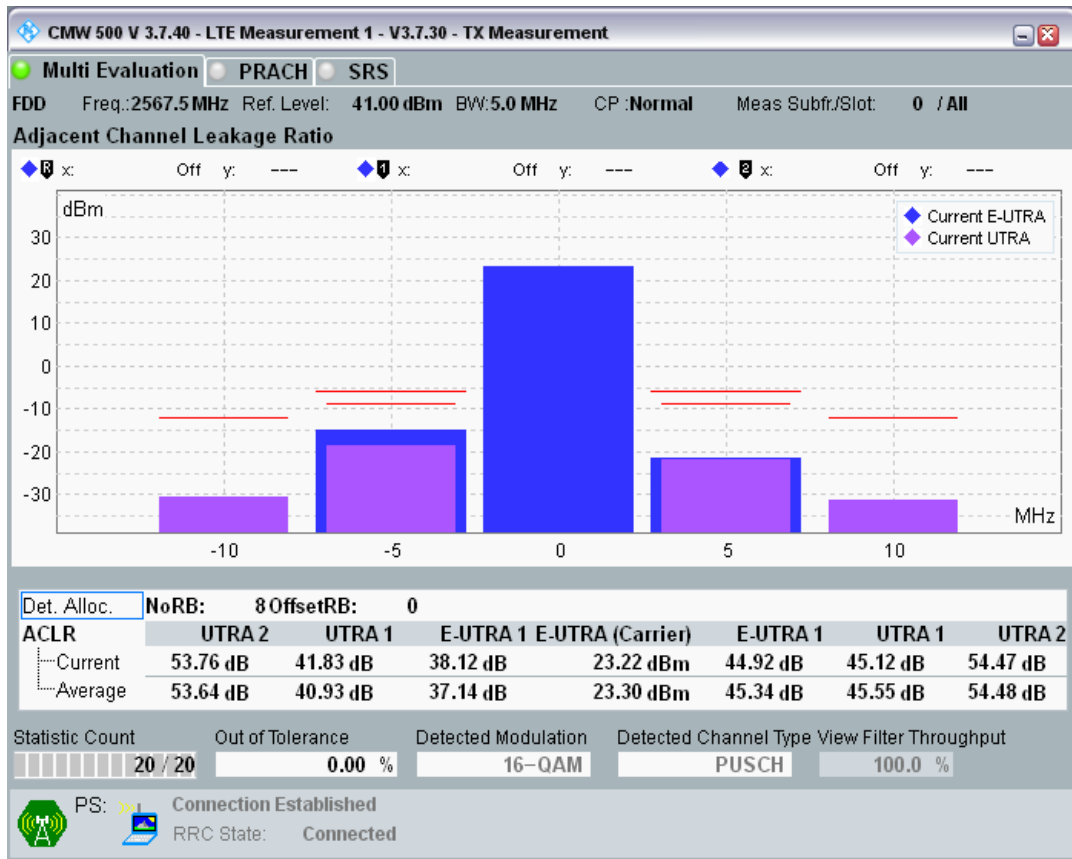 CMW 500 V 3.7.40 - LTE Measurement 1 - V3.7.30 - TX Measurement
Multi Evaluation PRACH SRS
FDD Freq.:2567.5 MHz Ref. Level: 41.00 dBm BW:5.0 MHz CP :Normal Meas Subfr./Slot: 0 / All
Adjacent Channel Leakage Ratio
R x: Off y: --- 1 x: Off y: --- 2 x: Off y: ---
dBm
Current E-UTRA
Current UTRA
30
20
10
0
-10
-20
-30
MHz
-10 -5 0 5 10
Det. Alloc. NoRB: 8 OffsetRB: 0
ACLR UTRA 2 UTRA 1 E-UTRA 1 E-UTRA (Carrier) E-UTRA 1 UTRA 1 UTRA 2
Current 53.76 dB 41.83 dB 38.12 dB 23.22 dBm 44.92 dB 45.12 dB 54.47 dB
Average 53.64 dB 40.93 dB 37.14 dB 23.30 dBm 45.34 dB 45.55 dB 54.48 dB
Statistic Count Out of Tolerance Detected Modulation Detected Channel Type View Filter Throughput
20 / 20 0.00 % 16-QAM PUSCH 100.0 %
PS: Connection Established
RRC State: Connected